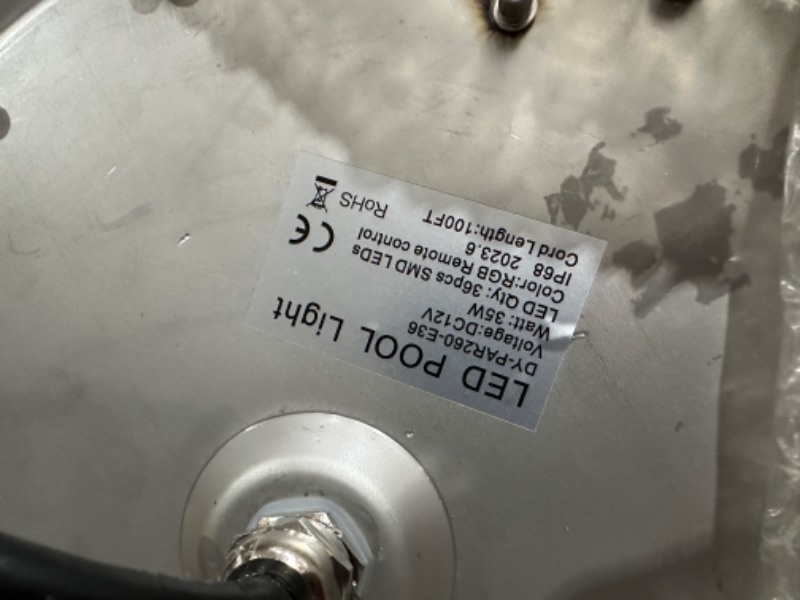 LED POOL Light
DY-PAR260-E36
Voltage:DC12V
Watt: 35W
LED Qty: 36pcs SMD LEDs
Color:RGB Remote control
IP68 2023.6
Cord Length:100FT
CE
RoHS